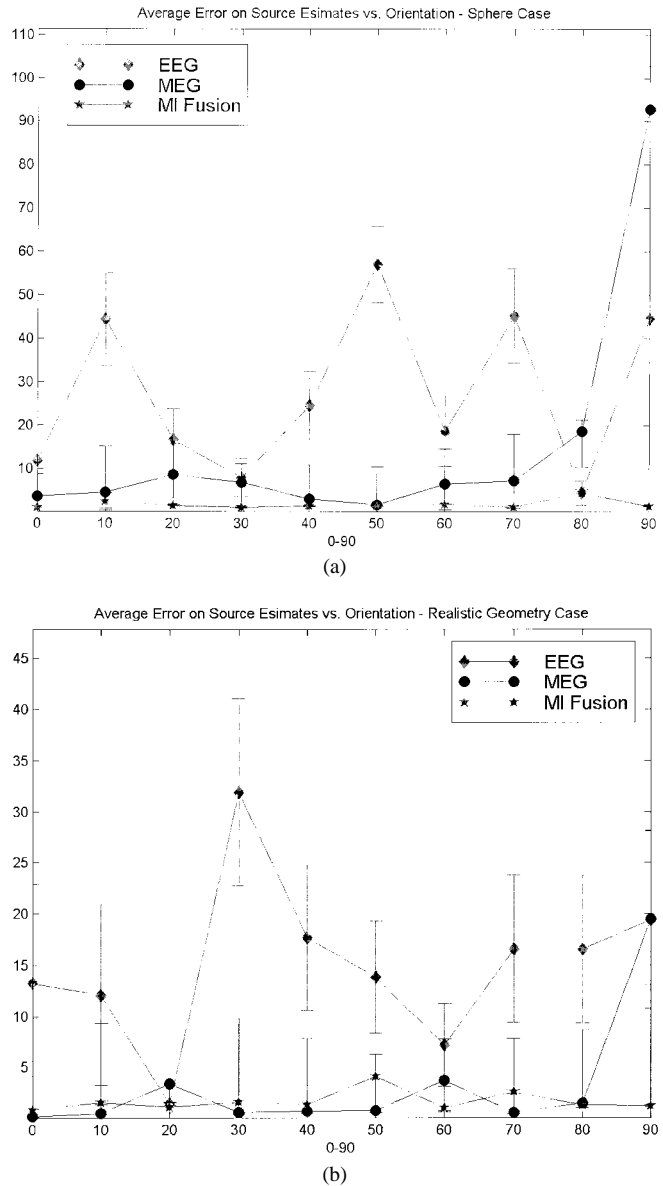 Average Error on Source Esimates vs. Orientation - Sphere Case
110
100
90
80
70
60
50
40
30
20
10
EEG
MEG
MI Fusion
0 10 20 30 40 50 60 70 80 90
0-90
(a)
Average Error on Source Esimates vs. Orientation - Realistic Geometry Case
45
40
35
30
25
20
15
10
5
EEG
MEG
MI Fusion
0 10 20 30 40 50 60 70 80 90
0-90
(b)